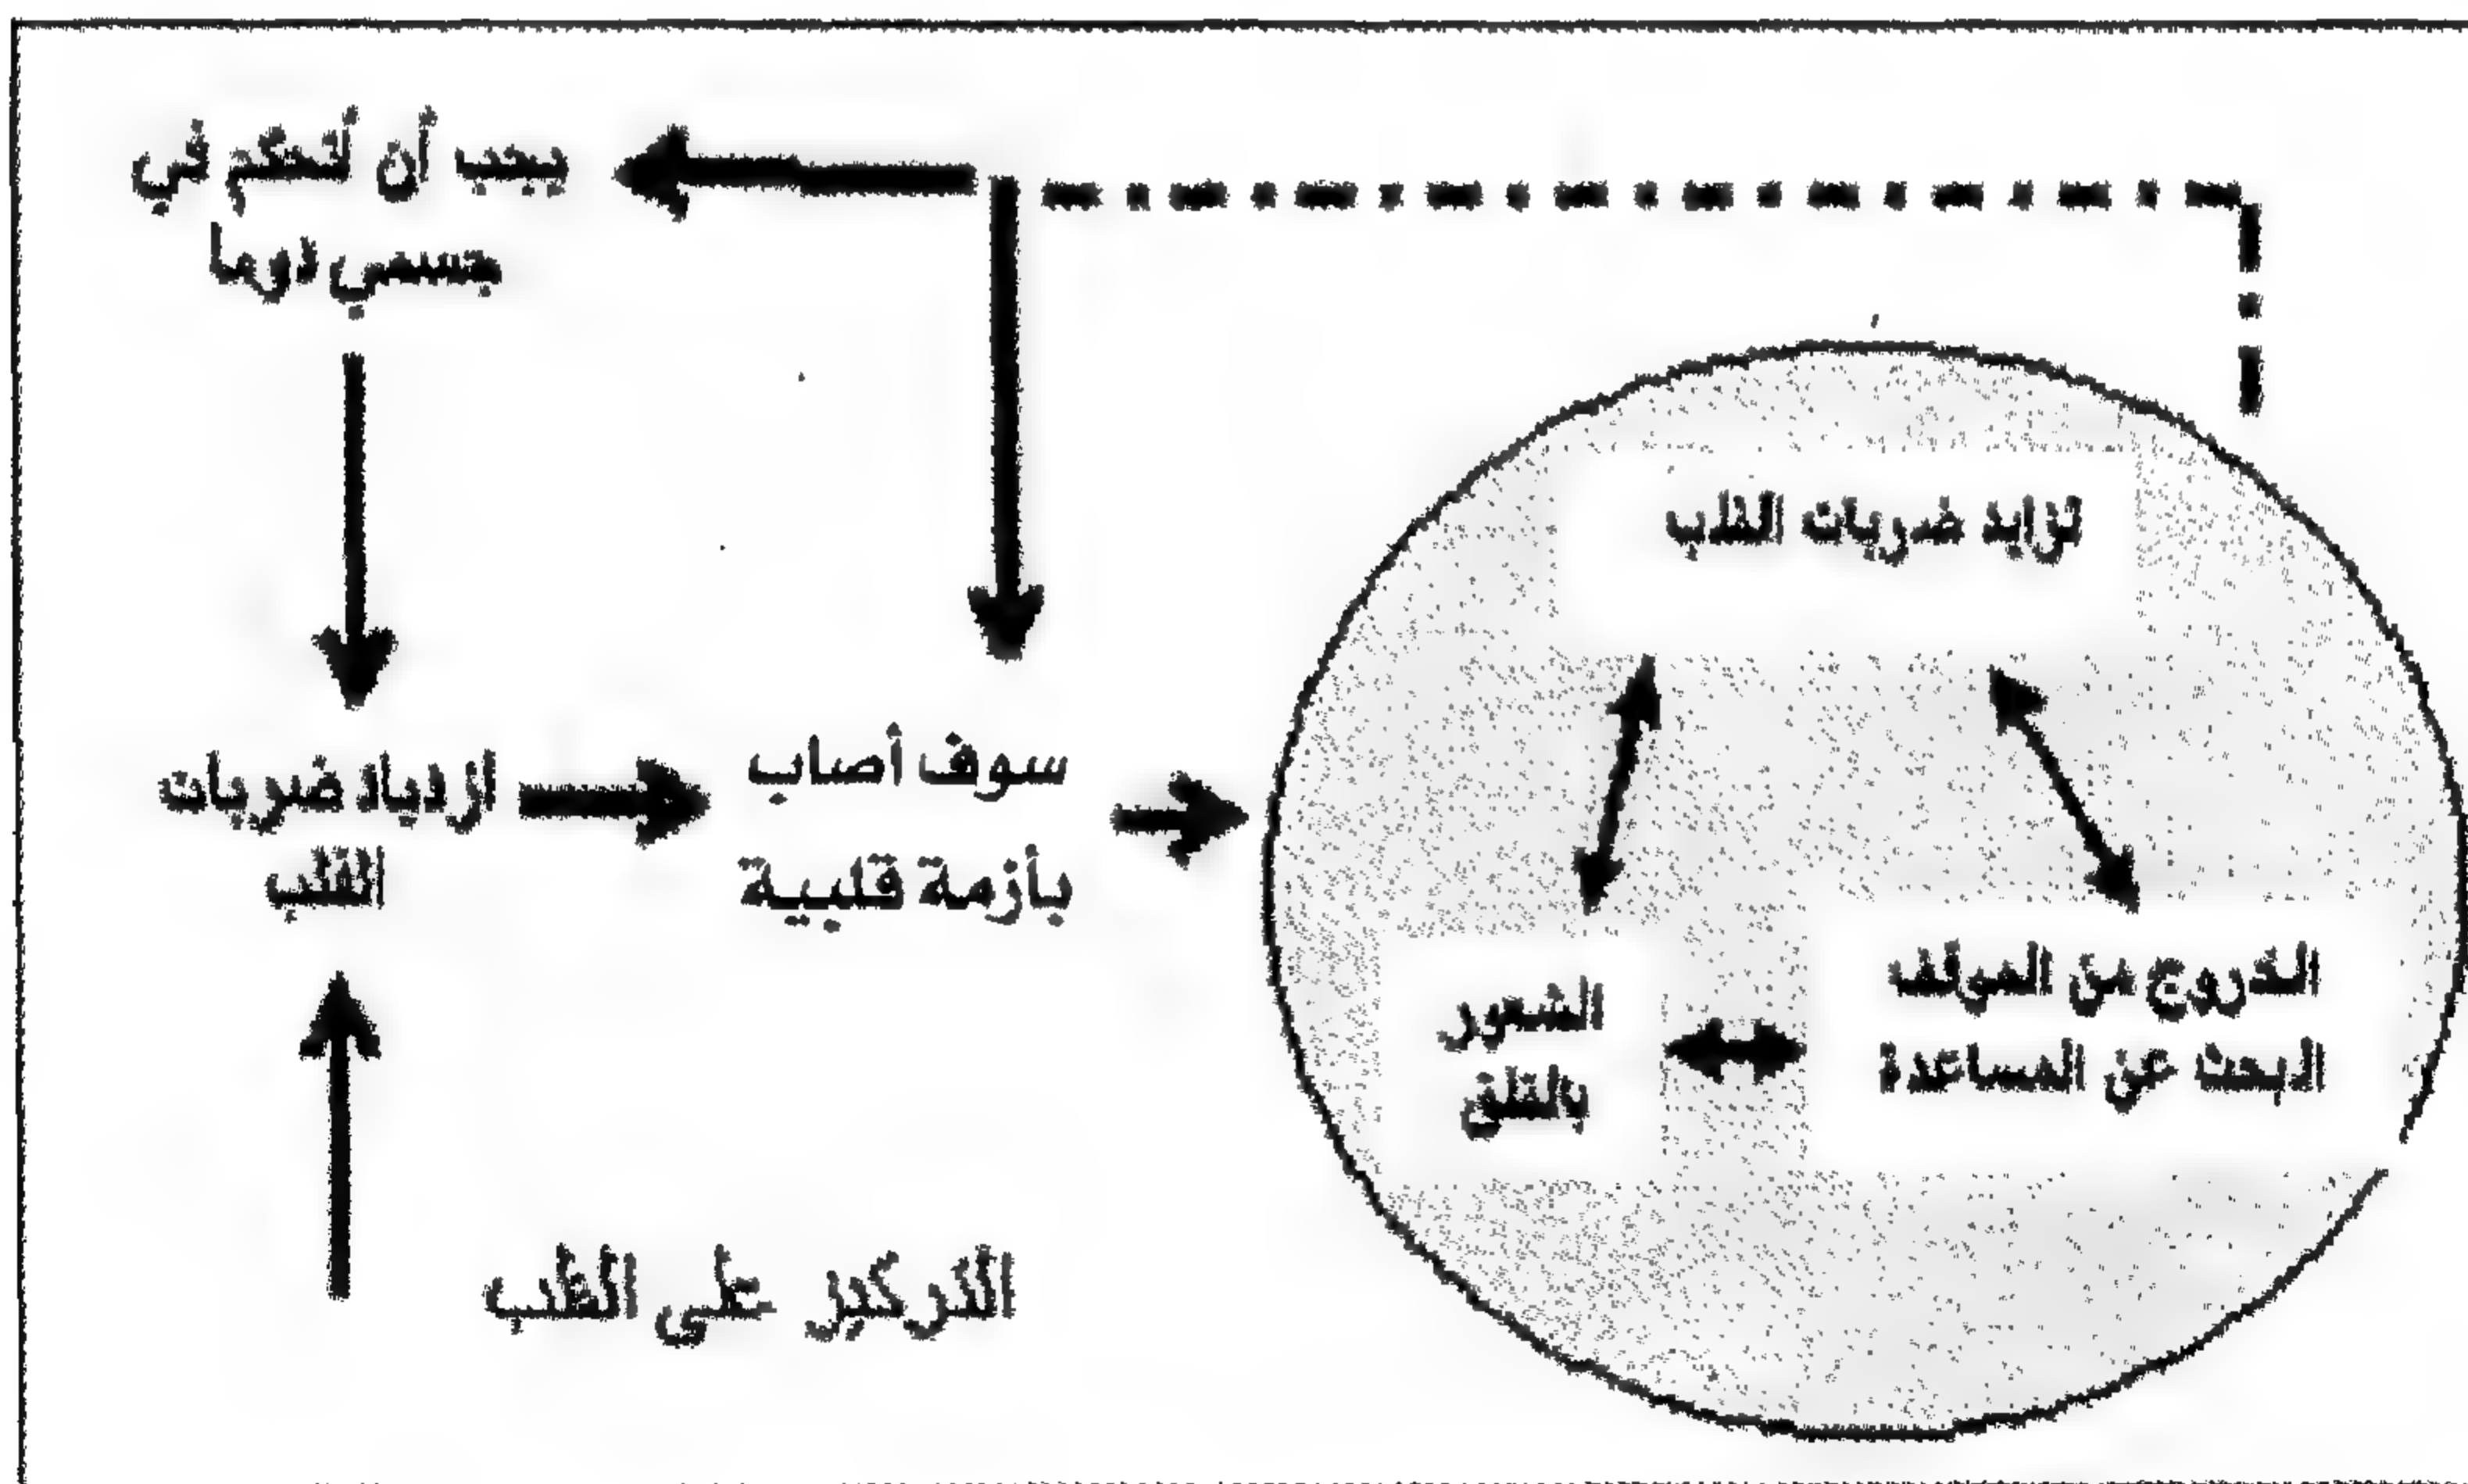 يجب أن أتحكم في
جسمي دوما
تزايد ضربات القلب
ازدياد ضربات
القلب
سوف أصاب
بأزمة قلبية
الخروج من الموقف
البحث عن المساعدة
الشعور
بالقلق
التركيز على القلب